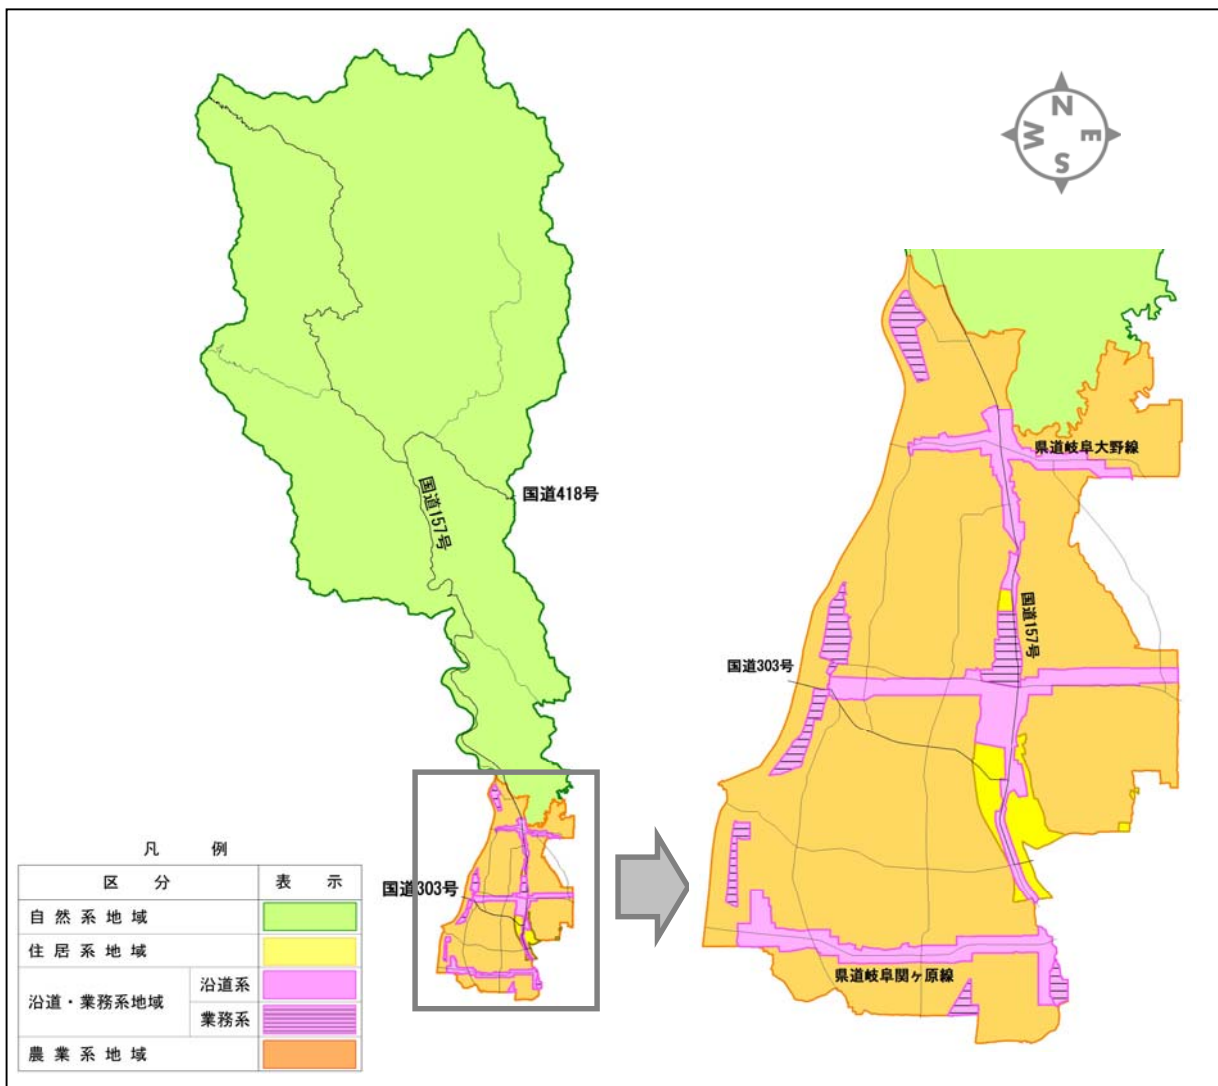 N
W
E
S
国道418号
国道157号
国道303号
県道岐阜大野線
国道157号
国道303号
県道岐阜関ヶ原線
凡 例
区 分 表 示
自然系地域
住居系地域
沿道・業務系地域 沿道系
業務系
農業系地域